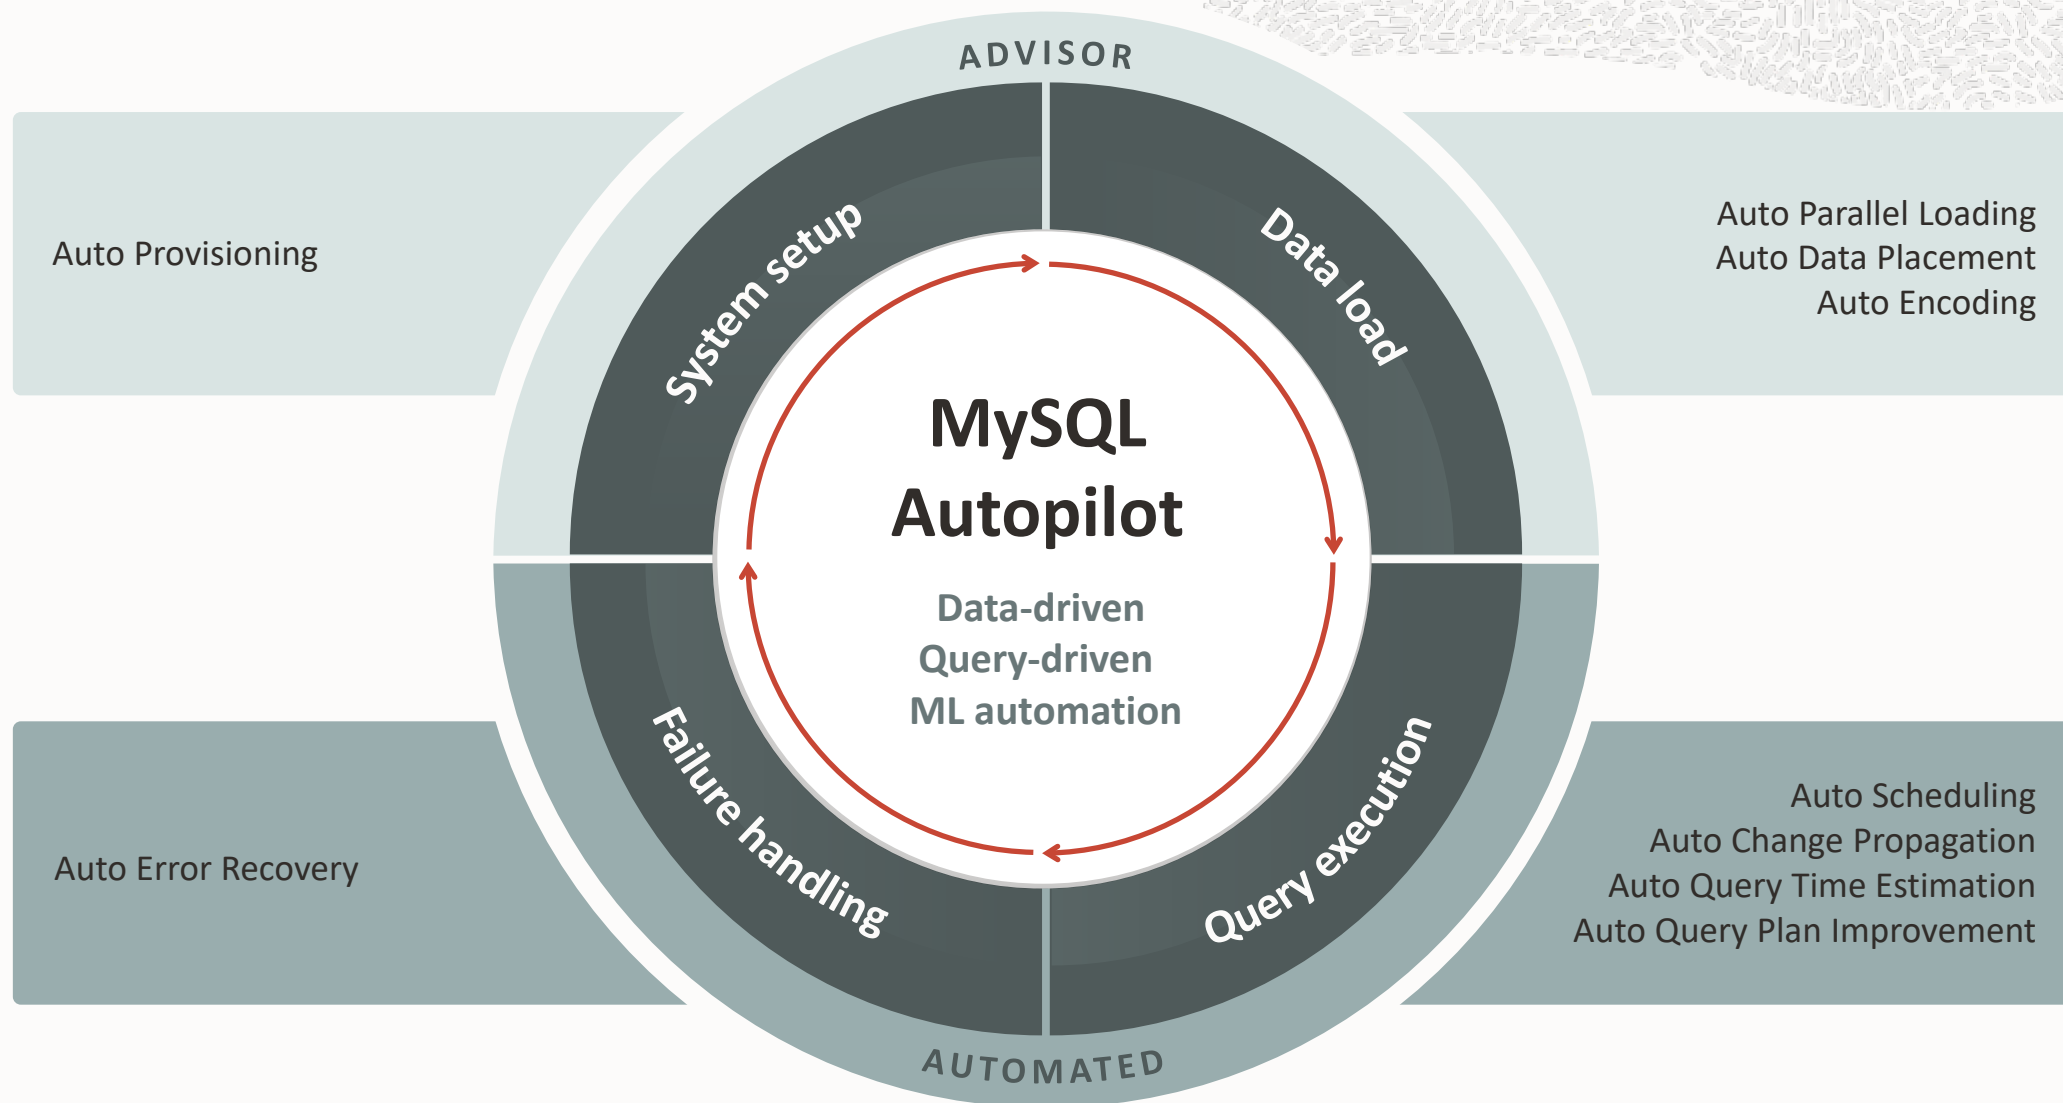 ADVISOR
Auto Provisioning
System setup
Data load
Auto Parallel Loading
Auto Data Placement
Auto Encoding
MySQL
Autopilot
Data-driven
Query-driven
ML automation
Auto Error Recovery
Failure handling
Query execution
Auto Scheduling
Auto Change Propagation
Auto Query Time Estimation
Auto Query Plan Improvement
AUTOMATED